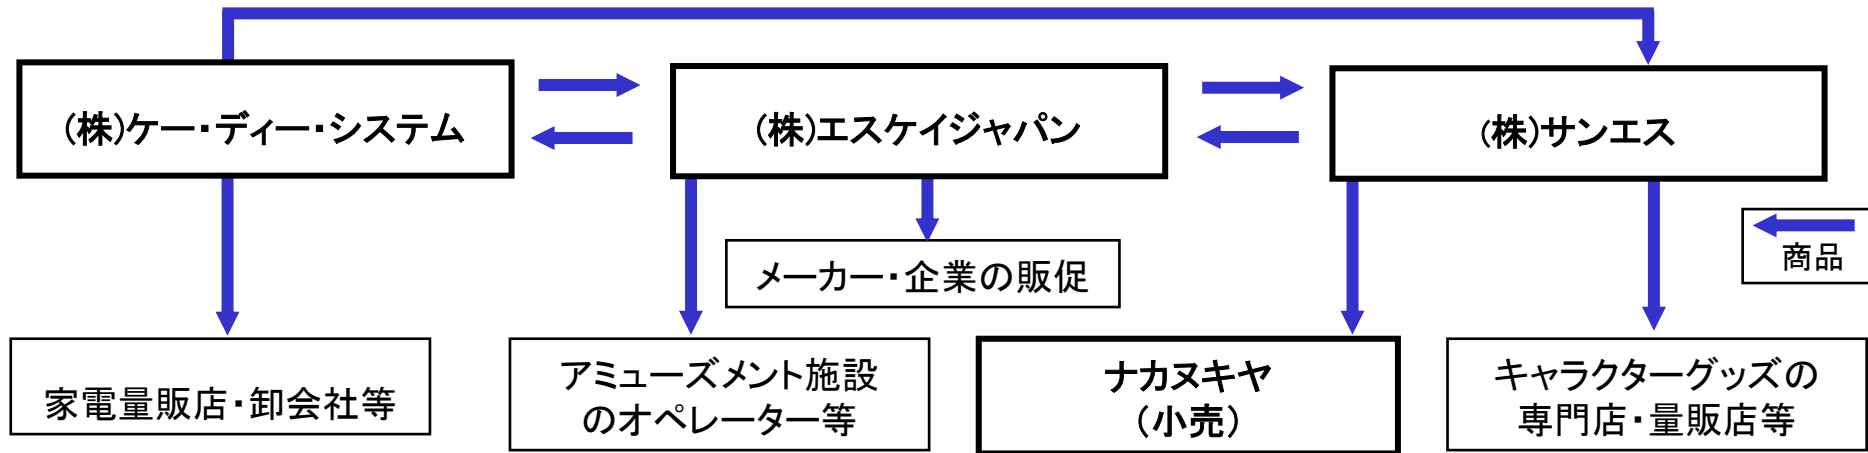 (株)ケー・ディー・システム
(株)エスケイジャパン
(株)サンエス
商品
メーカー・企業の販促
家電量販店・卸会社等
アミューズメント施設
のオペレーター等
ナカヌキヤ
(小売)
キャラクターグッズの
専門店・量販店等